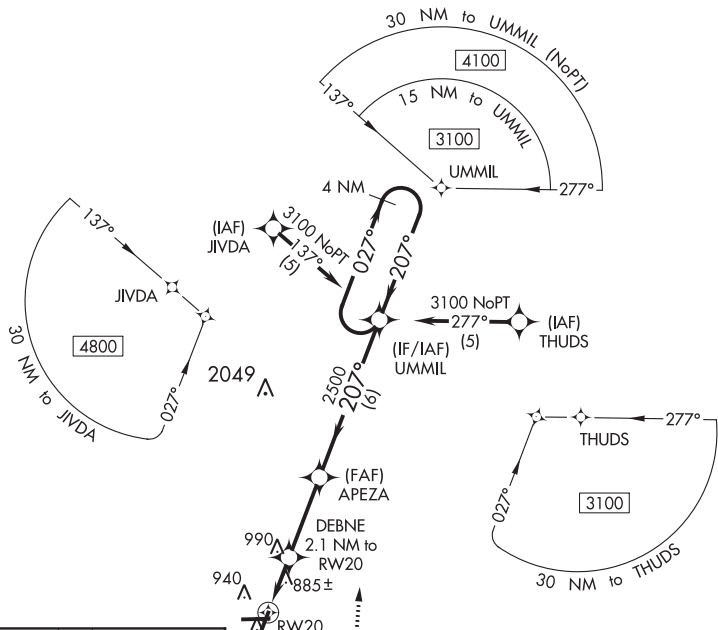 30 NM to UMMIL (NoPT)
4100
15 NM to UMMIL
3100
137°
UMMIL
277°
4 NM
(IAF)
JIVDA
3100 NoPT
137°
(5)
027°
207°
137°
JIVDA
4800
027°
30 NM to JIVDA
3100 NoPT
277°
(5)
(IAF)
THUDS
(IF/IAF)
UMMIL
2049
2500
207°
(6)
THUDS
277°
027°
3100
30 NM to THUDS
(FAF)
APEZA
DEBNE
2.1 NM to
RW20
990
885±
940
RW20